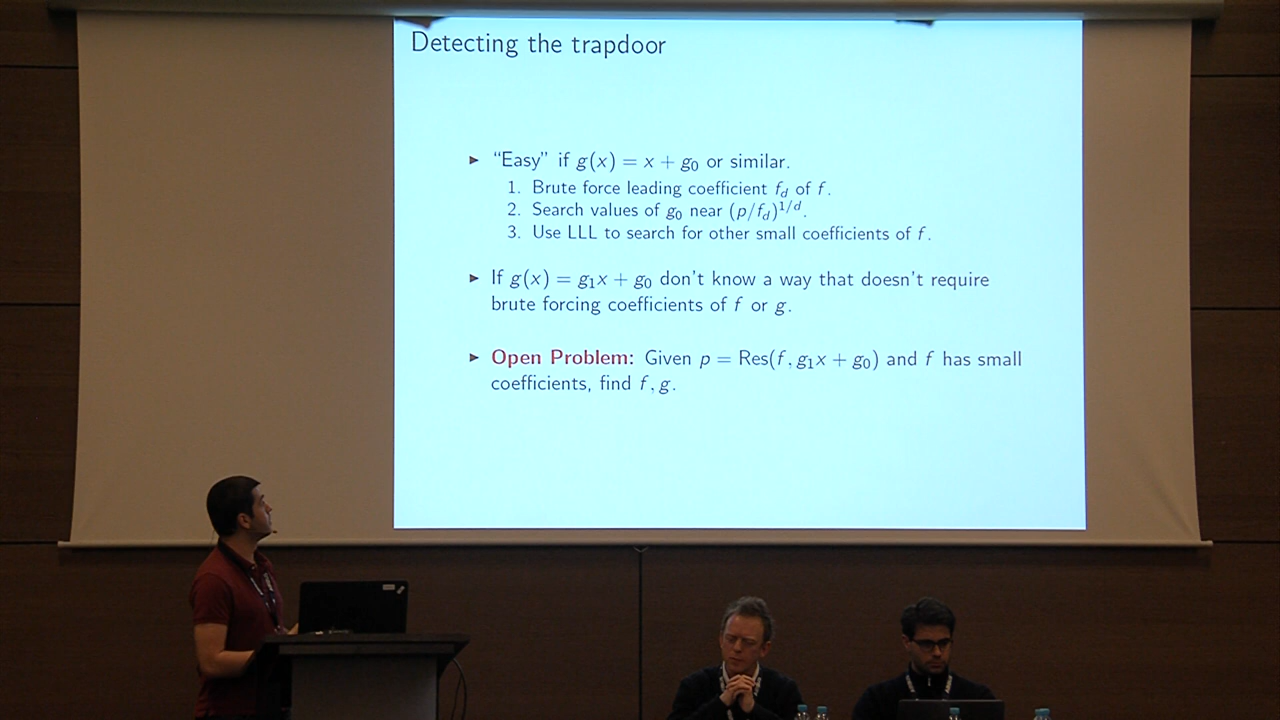 Detecting the trapdoor
▶ “Easy” if g(x) = x + g₀ or similar.
1. Brute force leading coefficient f_d of f.
2. Search values of g₀ near (p/f_d)^{1/d}.
3. Use LLL to search for other small coefficients of f.
▶ If g(x) = g₁x + g₀ don't know a way that doesn't require
brute forcing coefficients of f or g.
▶ Open Problem: Given p = Res(f, g₁x + g₀) and f has small
coefficients, find f, g.